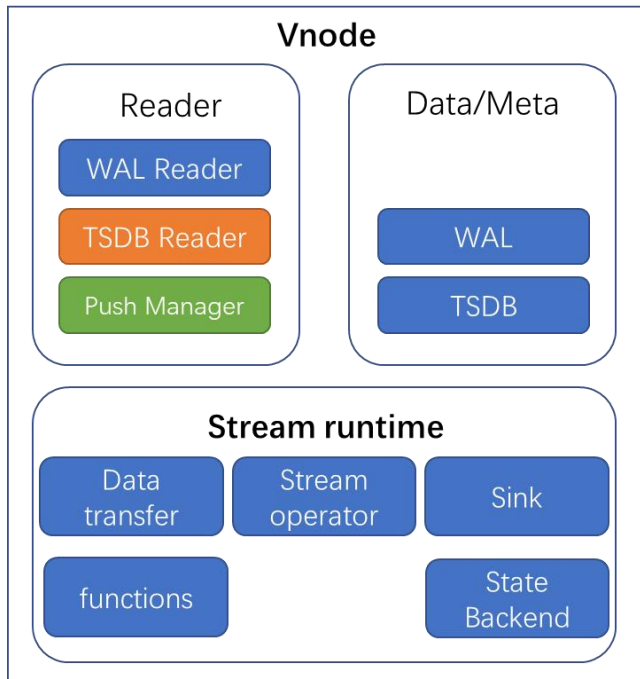 Vnode
Reader
WAL Reader
TSDB Reader
Push Manager
Data/Meta
WAL
TSDB
Stream runtime
Data
transfer
Stream
operator
Sink
functions
State
Backend